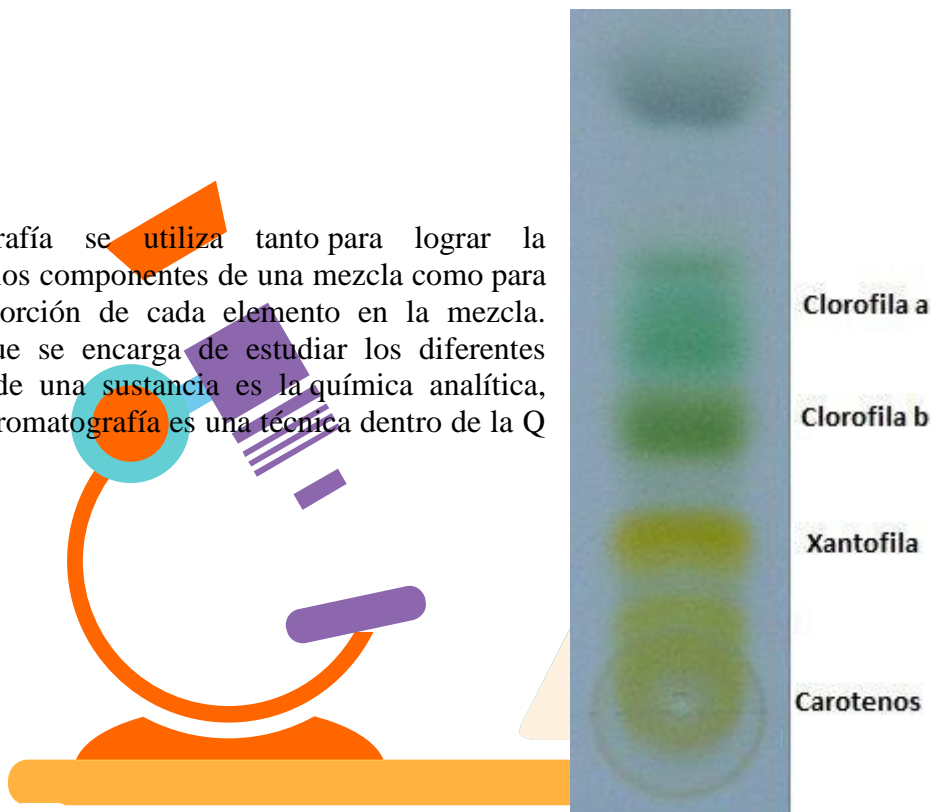 rafía se utiliza tanto para lograr la
los componentes de una mezcla como para
orción de cada elemento en la mezcla.
ue se encarga de estudiar los diferentes
de una sustancia es la química analítica,
romatografía es una técnica dentro de la Q
Clorofila a
Clorofila b
Xantofila
Carotenos